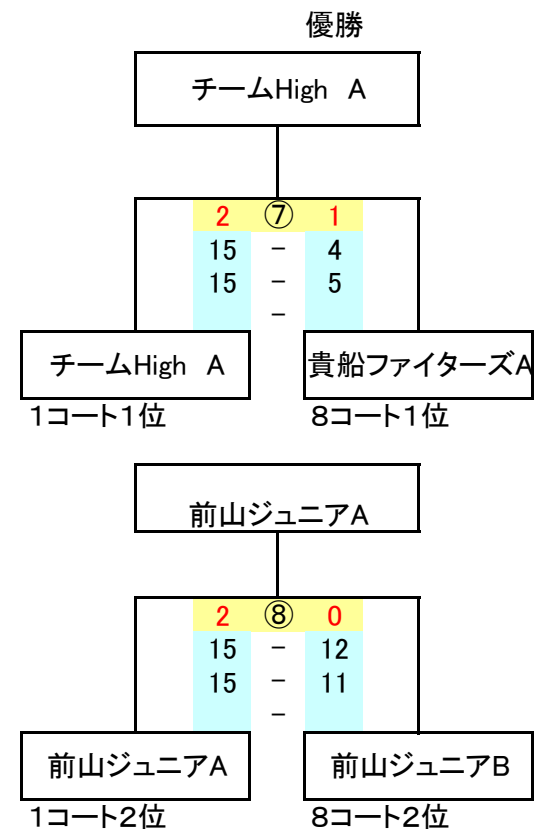 優勝
チームHigh A
2 ⑦ 1
15 - 4
15 - 5
-
チームHigh A 貴船ファイターズA
1コート1位 8コート1位
前山ジュニアA
2 ⑧ 0
15 - 12
15 - 11
-
前山ジュニアA 前山ジュニアB
1コート2位 8コート2位